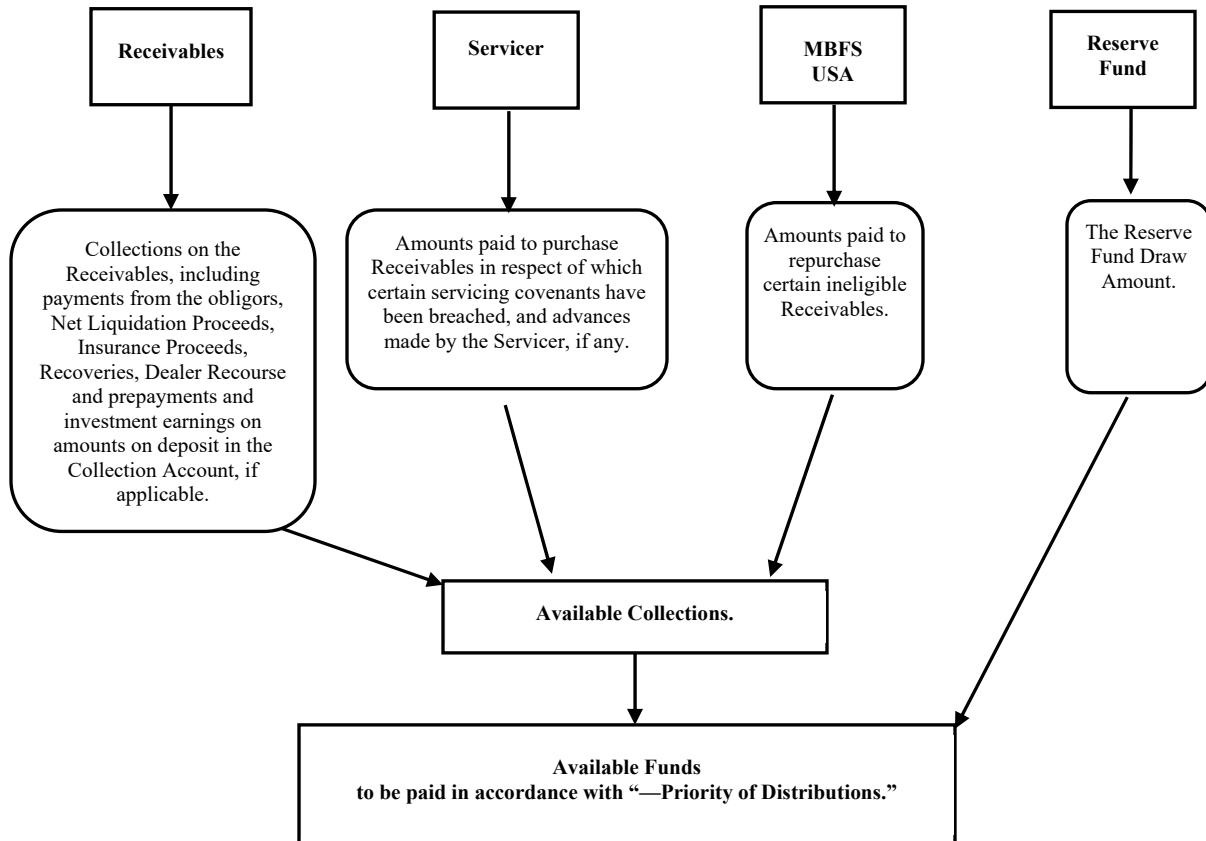 Receivables
Servicer
MBFS
USA
Reserve
Fund
Collections on the
Receivables, including
payments from the obligors,
Net Liquidation Proceeds,
Insurance Proceeds,
Recoveries, Dealer Recourse
and prepayments and
investment earnings on
amounts on deposit in the
Collection Account, if
applicable.
Amounts paid to purchase
Receivables in respect of which
certain servicing covenants have
been breached, and advances
made by the Servicer, if any.
Amounts paid to
repurchase
certain ineligible
Receivables.
The Reserve
Fund Draw
Amount.
Available Collections.
Available Funds
to be paid in accordance with “—Priority of Distributions.”